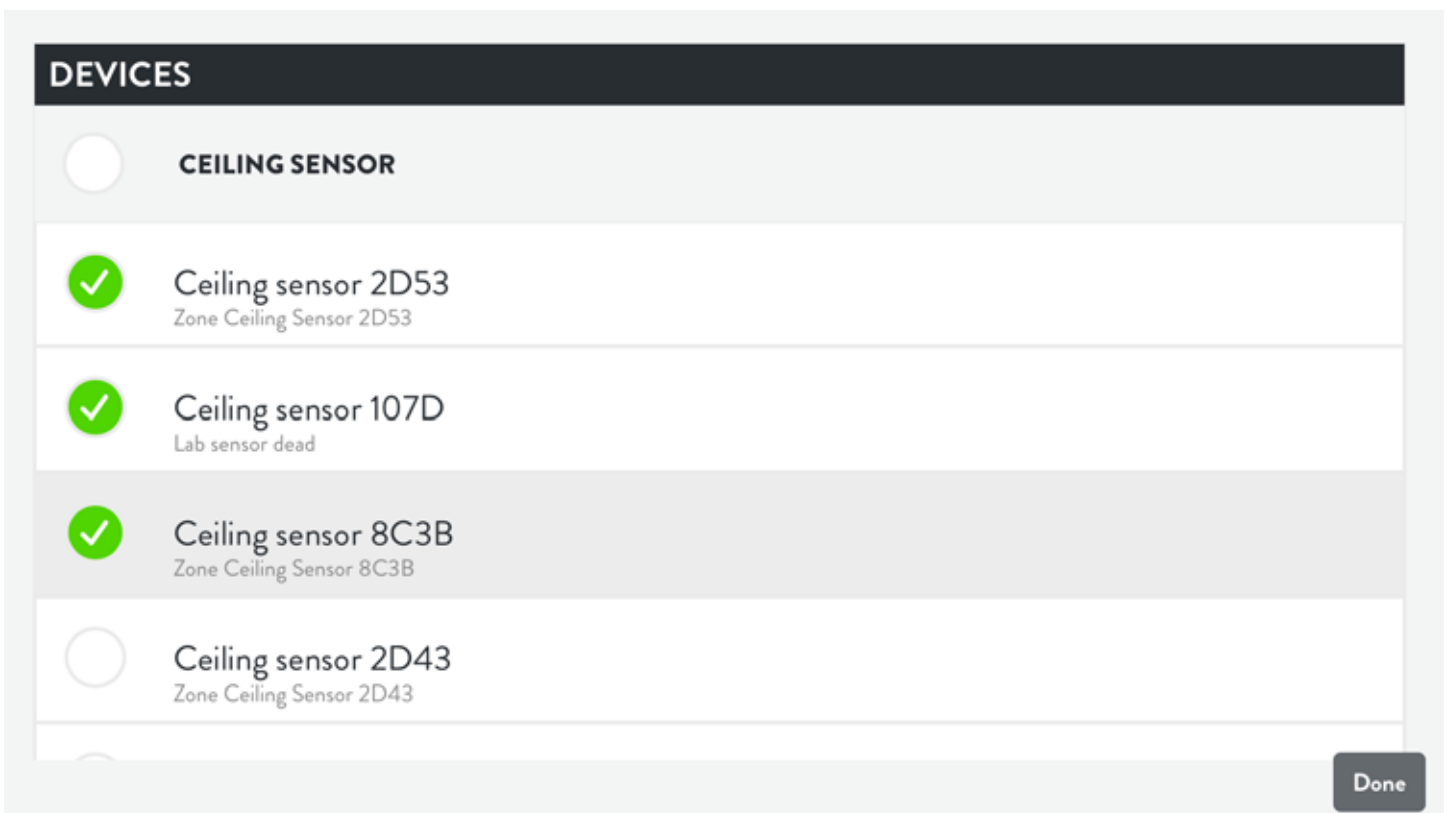 DEVICES
CEILING SENSOR
Ceiling sensor 2D53
Zone Ceiling Sensor 2D53
Ceiling sensor 107D
Lab sensor dead
Ceiling sensor 8C3B
Zone Ceiling Sensor 8C3B
Ceiling sensor 2D43
Zone Ceiling Sensor 2D43
Done